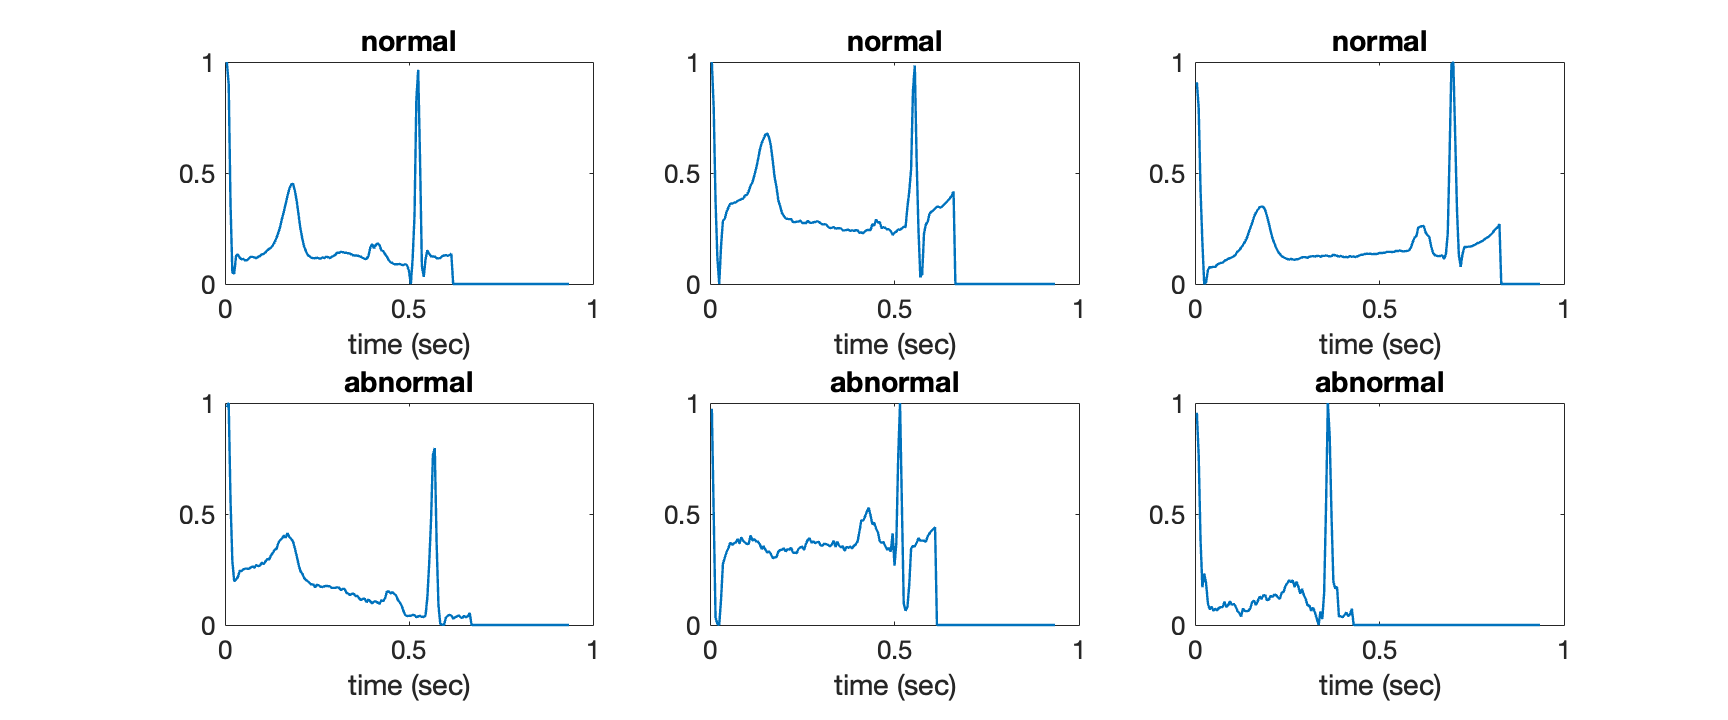 normal normal normal
1 1 1
0.5 0.5 0.5
0 0 0
0 0.5 1 0 0.5 1 0 0.5 1
time (sec) time (sec) time (sec)
abnormal abnormal abnormal
1 1 1
0.5 0.5 0.5
0 0 0
0 0.5 1 0 0.5 1 0 0.5 1
time (sec) time (sec) time (sec)